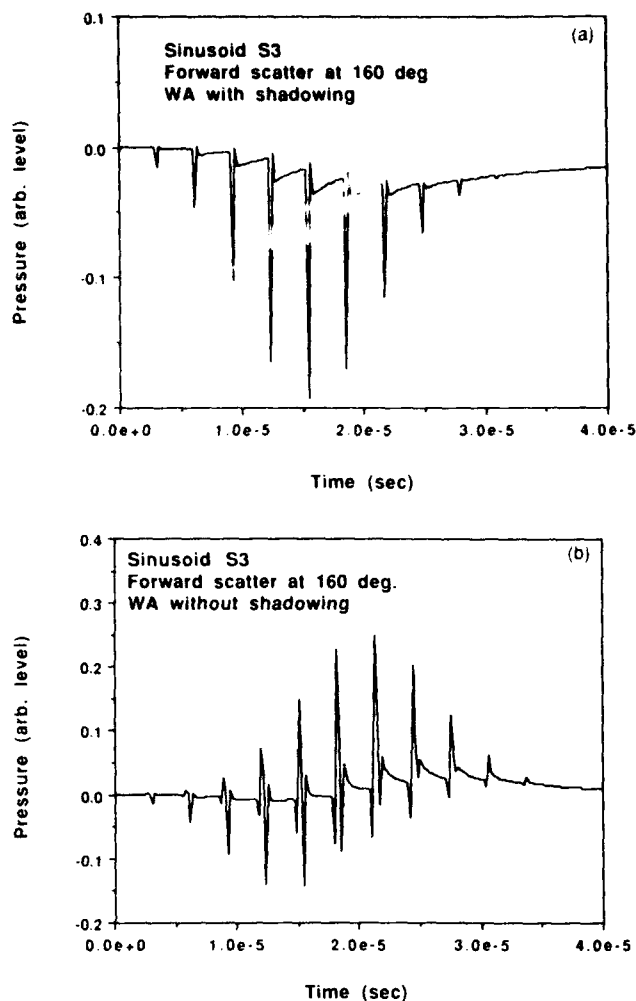 (a)
Sinusoid S3
Forward scatter at 160 deg
WA with shadowing
0.1
0.0
-0.1
-0.2
Pressure (arb. level)
0.0e+0 1.0e-5 2.0e-5 3.0e-5 4.0e-5
Time (sec)
(b)
Sinusoid S3
Forward scatter at 160 deg.
WA without shadowing
0.4
0.3
0.2
0.1
0.0
-0.1
-0.2
Pressure (arb. level)
0.0e+0 1.0e-5 2.0e-5 3.0e-5 4.0e-5
Time (sec)